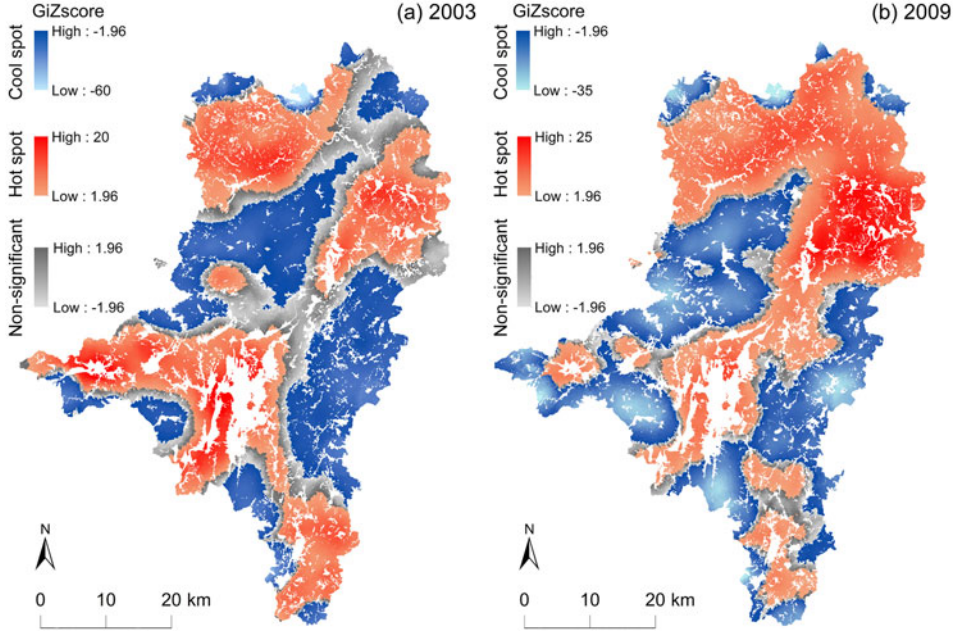 GiZscore
(a) 2003
Cool spot
High : -1.96
Low : -60
Hot spot
High : 20
Low : 1.96
Non-significant
High : 1.96
Low : -1.96
N
0 10 20 km
GiZscore
(b) 2009
Cool spot
High : -1.96
Low : -35
Hot spot
High : 25
Low : 1.96
Non-significant
High : 1.96
Low : -1.96
N
0 10 20 km